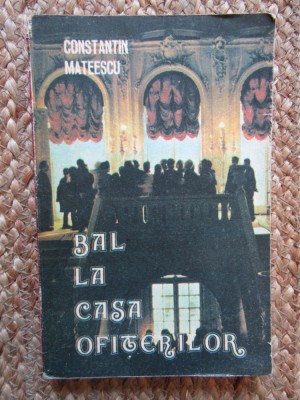 CONSTANTIN
MATEESCU
BAL
LA
CASA
OFIȚERILOR